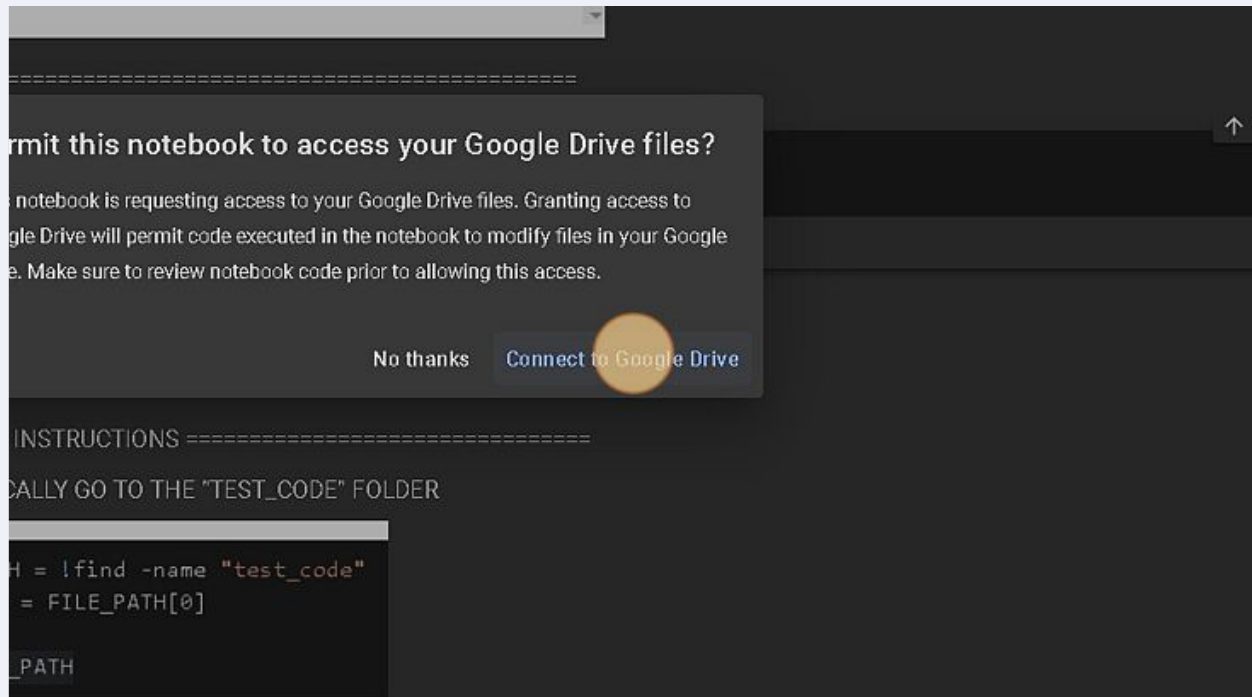 ==============================================
rmit this notebook to access your Google Drive files?
notebook is requesting access to your Google Drive files. Granting access to
gle Drive will permit code executed in the notebook to modify files in your Google
e. Make sure to review notebook code prior to allowing this access.
No thanks Connect to Google Drive
INSTRUCTIONS ================================
CALLY GO TO THE "TEST_CODE" FOLDER
H = !find -name "test_code"
= FILE_PATH[0]
_PATH